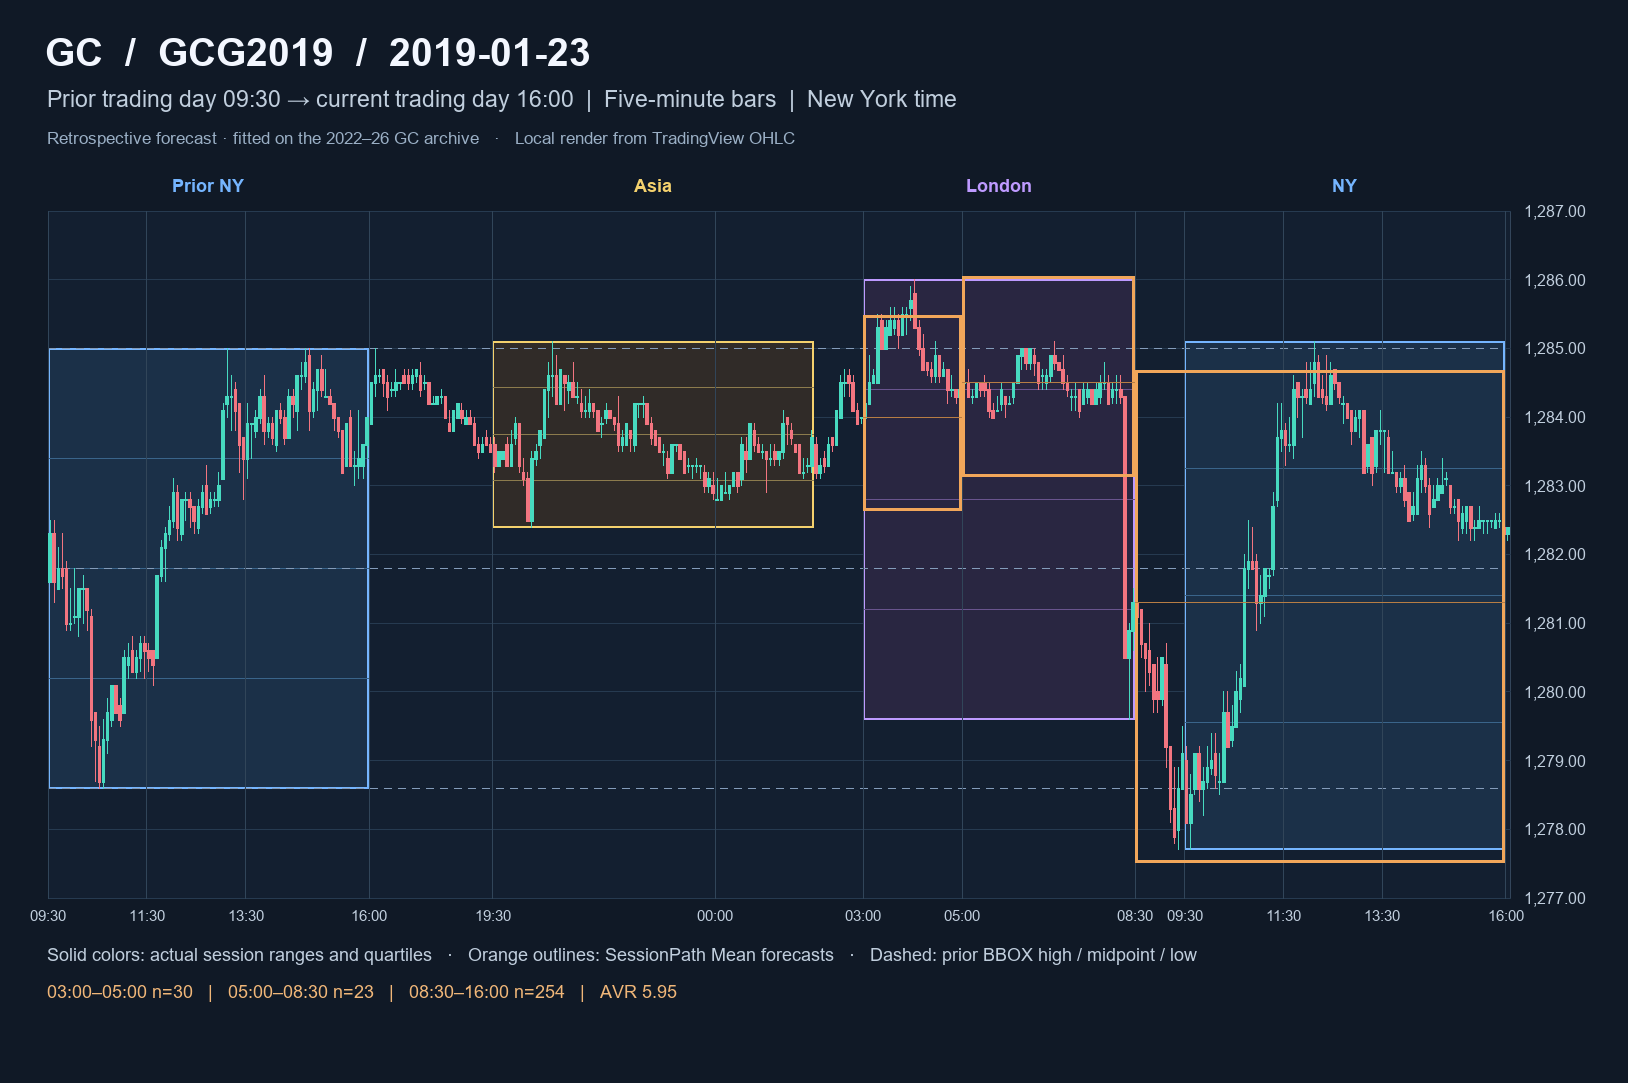 GC / GCG2019 / 2019-01-23
Prior trading day 09:30 → current trading day 16:00 | Five-minute bars | New York time
Retrospective forecast · fitted on the 2022–26 GC archive · Local render from TradingView OHLC
Prior NY Asia London NY
1,287.00
1,286.00
1,285.00
1,284.00
1,283.00
1,282.00
1,281.00
1,280.00
1,279.00
1,278.00
1,277.00
09:30 11:30 13:30 16:00 19:30 00:00 03:00 05:00 08:30 09:30 11:30 13:30 16:00
Solid colors: actual session ranges and quartiles · Orange outlines: SessionPath Mean forecasts · Dashed: prior BBOX high / midpoint / low
03:00–05:00 n=30 | 05:00–08:30 n=23 | 08:30–16:00 n=254 | AVR 5.95